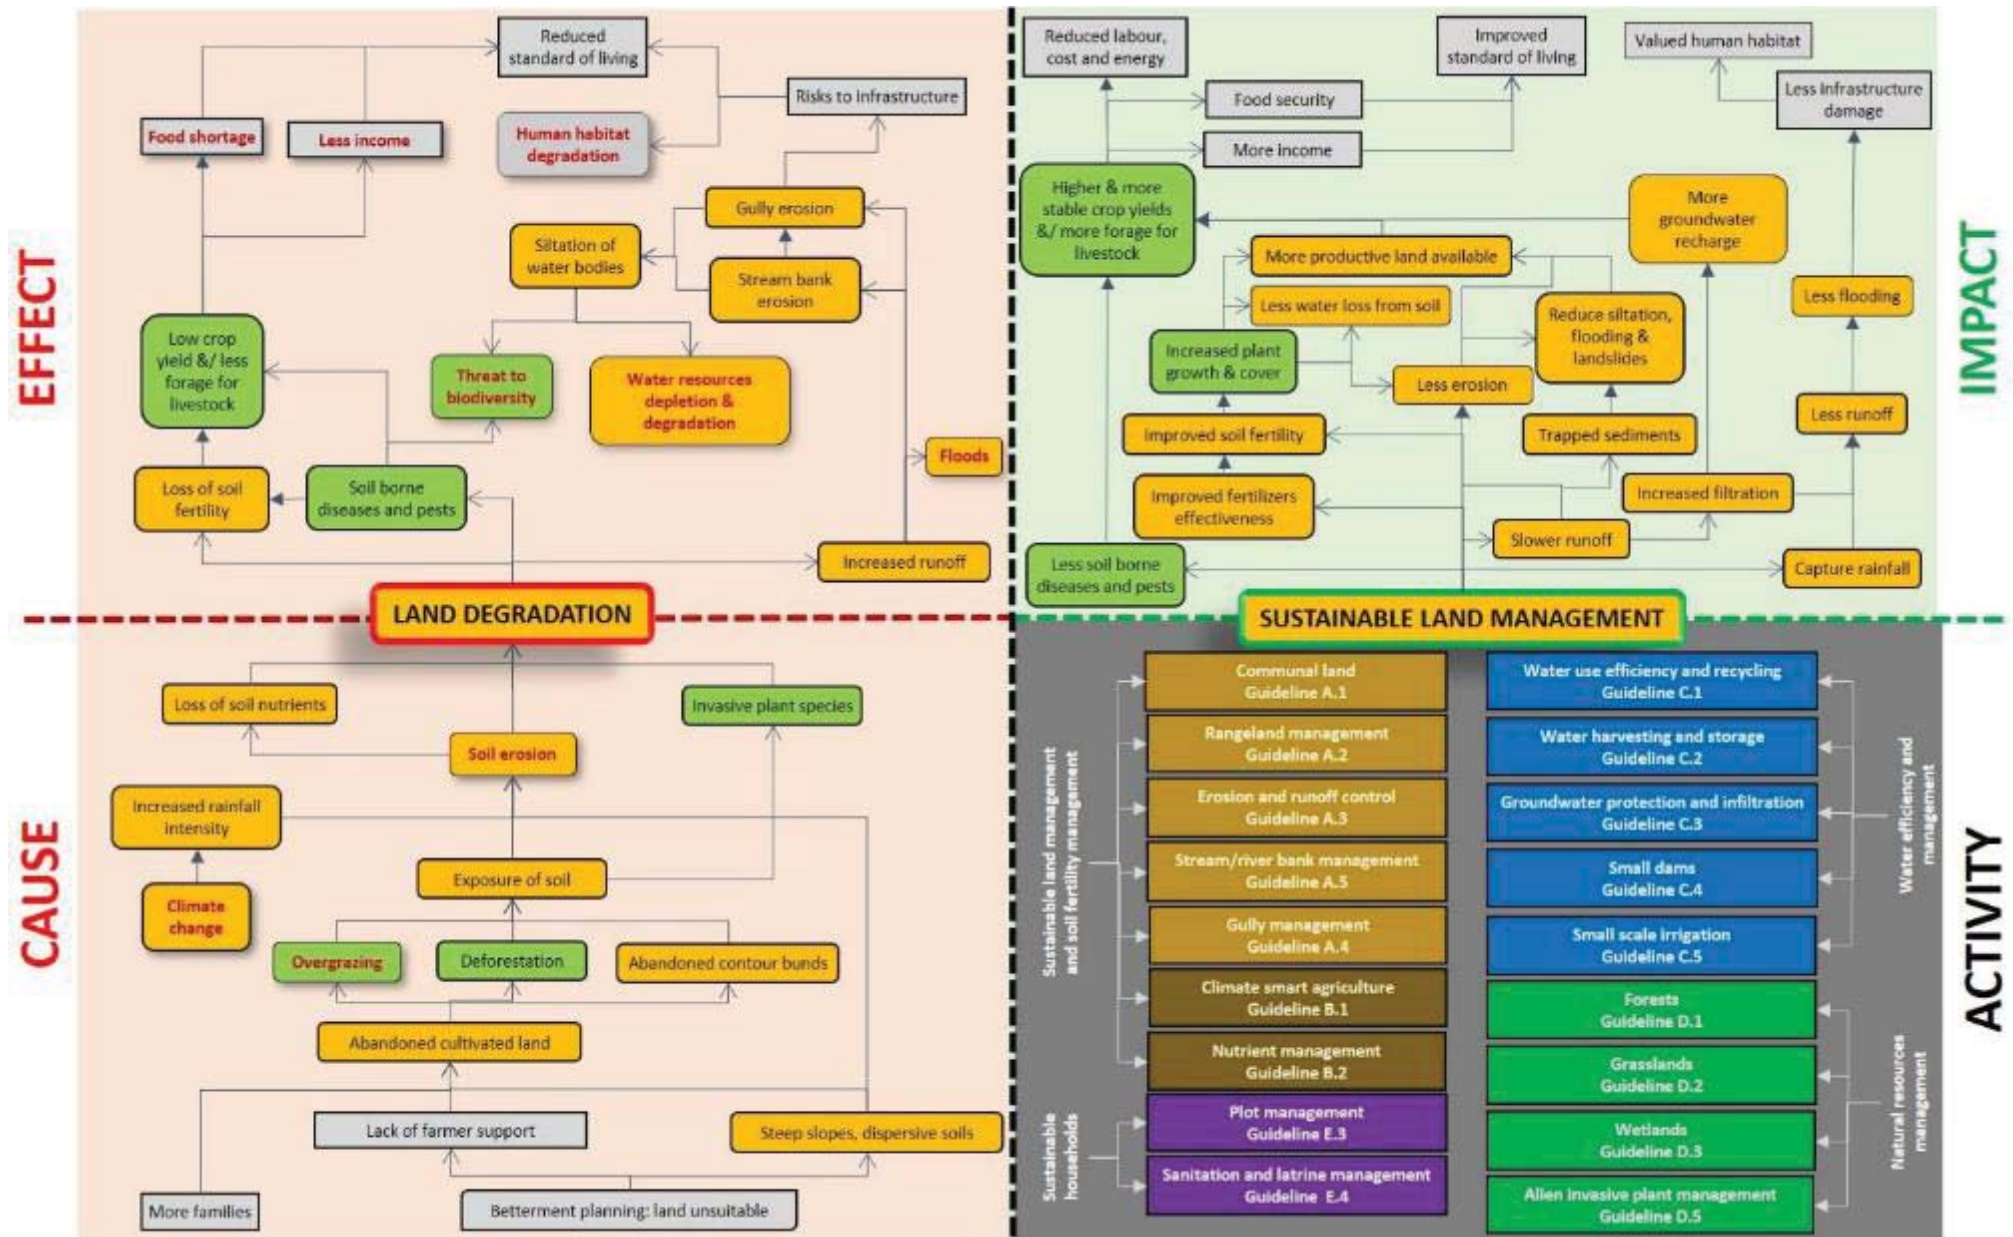 EFFECT
Reduced
standard of living
Risks to infrastructure
Food shortage
Less income
Human habitat
degradation
Gully erosion
Siltation of
water bodies
Stream bank
erosion
Low crop
yield &/ less
forage for
livestock
Threat to
biodiversity
Water resources
depletion &
degradation
Floods
Loss of soil
fertility
Soil borne
diseases and pests
Increased runoff
LAND DEGRADATION
IMPACT
Reduced labour,
cost and energy
Improved
standard of living
Valued human habitat
Food security
Less infrastructure
damage
More income
Higher & more
stable crop yields
&/ more forage for
livestock
More
groundwater
recharge
More productive land available
Less water loss from soil
Reduce siltation,
flooding &
landslides
Less flooding
Increased plant
growth & cover
Less erosion
Less runoff
Improved soil fertility
Trapped sediments
Improved fertilizers
effectiveness
Increased filtration
Slower runoff
Less soil borne
diseases and pests
Capture rainfall
SUSTAINABLE LAND MANAGEMENT
CAUSE
Loss of soil nutrients
Invasive plant species
Soil erosion
Increased rainfall
intensity
Exposure of soil
Climate
change
Overgrazing
Deforestation
Abandoned contour bunds
Abandoned cultivated land
Lack of farmer support
Steep slopes, dispersive soils
More families
Betterment planning: land unsuitable
ACTIVITY
Sustainable land management
and soil fertility management
Communal land
Guideline A.1
Rangeland management
Guideline A.2
Erosion and runoff control
Guideline A.3
Stream/river bank management
Guideline A.5
Gully management
Guideline A.4
Climate smart agriculture
Guideline B.1
Nutrient management
Guideline B.2
Sustainable
households
Plot management
Guideline E.3
Sanitation and latrine management
Guideline E.4
Water use efficiency and recycling
Guideline C.1
Water harvesting and storage
Guideline C.2
Groundwater protection and infiltration
Guideline C.3
Small dams
Guideline C.4
Small scale irrigation
Guideline C.5
Water efficiency and
management
Forests
Guideline D.1
Grasslands
Guideline D.2
Wetlands
Guideline D.3
Alien invasive plant management
Guideline D.5
Natural resources
management